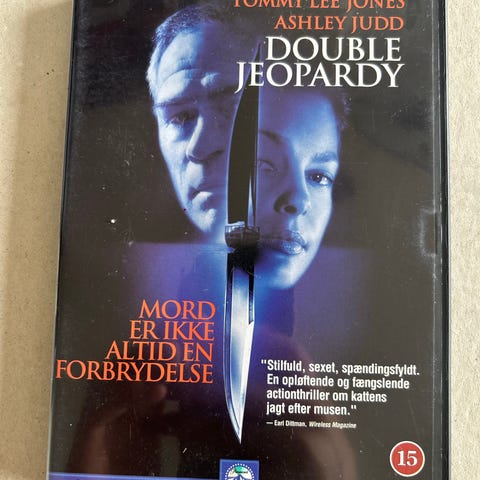 TOMMY LEE JONES
ASHLEY JUDD
DOUBLE
JEOPARDY
MORD
ER IKKE
ALTID EN
FORBRYDELSE
"Stilfuld, sexet, spændingsfyldt.
En opløftende og fængslende
actionthriller om kattens
jagt efter musen."
— Earl Dittman, Wireless Magazine
15